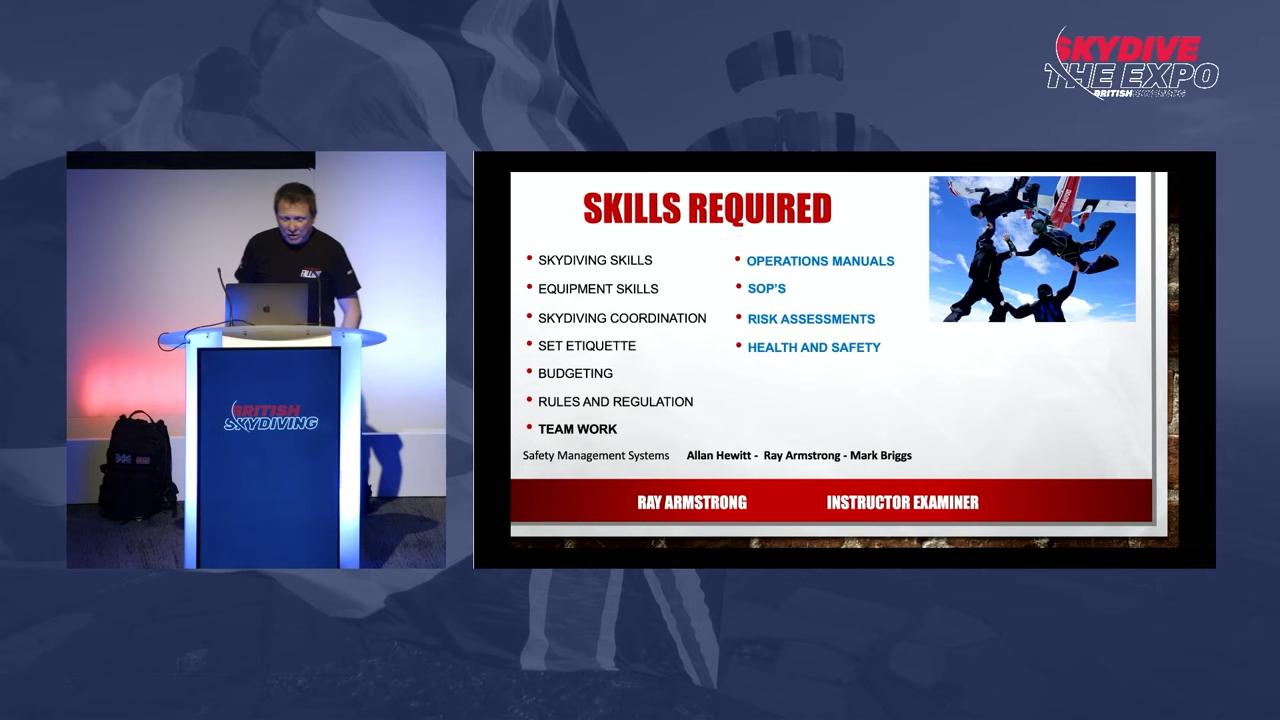 SKYDIVE
THE EXPO
BRITISH SKYDIVING
BRITISH
SKYDIVING
SKILLS REQUIRED
• SKYDIVING SKILLS
• EQUIPMENT SKILLS
• SKYDIVING COORDINATION
• SET ETIQUETTE
• BUDGETING
• RULES AND REGULATION
• TEAM WORK
• OPERATIONS MANUALS
• SOP'S
• RISK ASSESSMENTS
• HEALTH AND SAFETY
Safety Management Systems Allan Hewitt - Ray Armstrong - Mark Briggs
RAY ARMSTRONG INSTRUCTOR EXAMINER